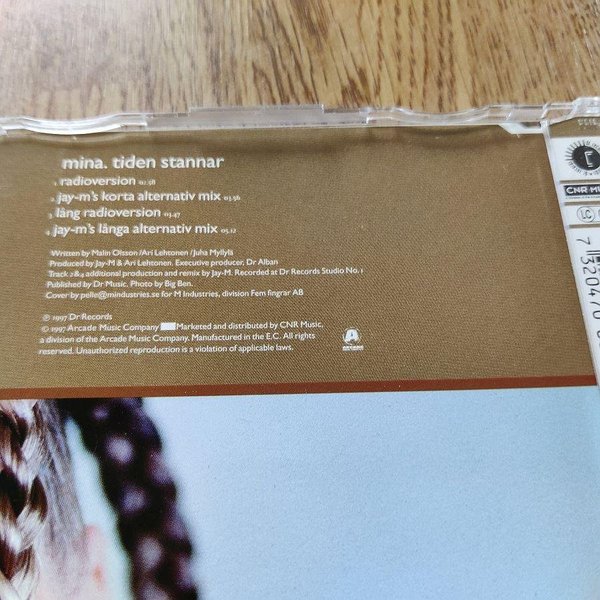 mina. tiden stannar
1. radioversion 02.58
2. jay-m's korta alternativ mix 03.56
3. lång radioversion 03.47
4. jay-m's långa alternativ mix 05.12
Written by Malin Olsson /Ari Lehtonen / Juha Myllylä
Produced by Jay-M & Ari Lehtonen. Executive producer, Dr Alban
Track 2&4 additional production and remix by Jay-M. Recorded at Dr Records Studio No. 1
Published by Dr Music. Photo by Big Ben.
Cover by pelle@mindustries.se for M Industries, division Fem fingrar AB
℗ 1997 Dr Records
© 1997 Arcade Music Company Marketed and distributed by CNR Music,
a division of the Arcade Music Company. Manufactured in the E.C. All rights
reserved. Unauthorized reproduction is a violation of applicable laws.
A
CNR MU
LC
7 320470